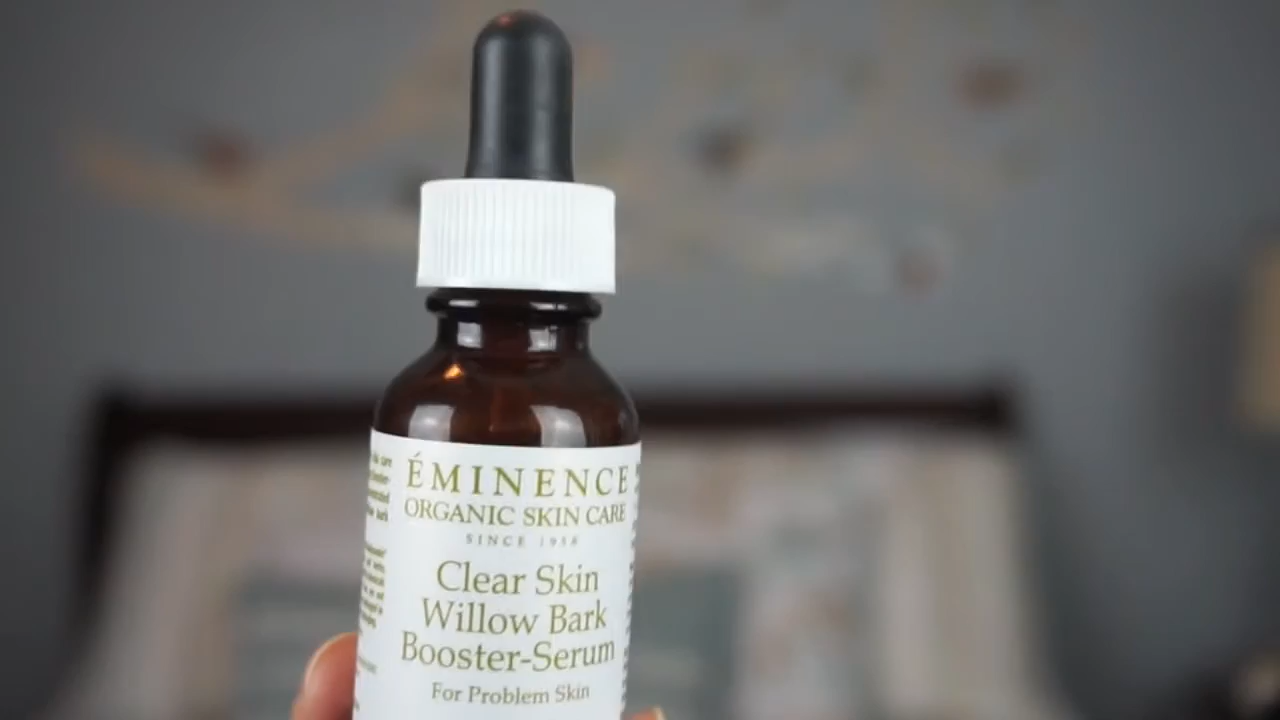 ÉMINENCE
ORGANIC SKIN CARE
SINCE 1958
Clear Skin
Willow Bark
Booster-Serum
For Problem Skin